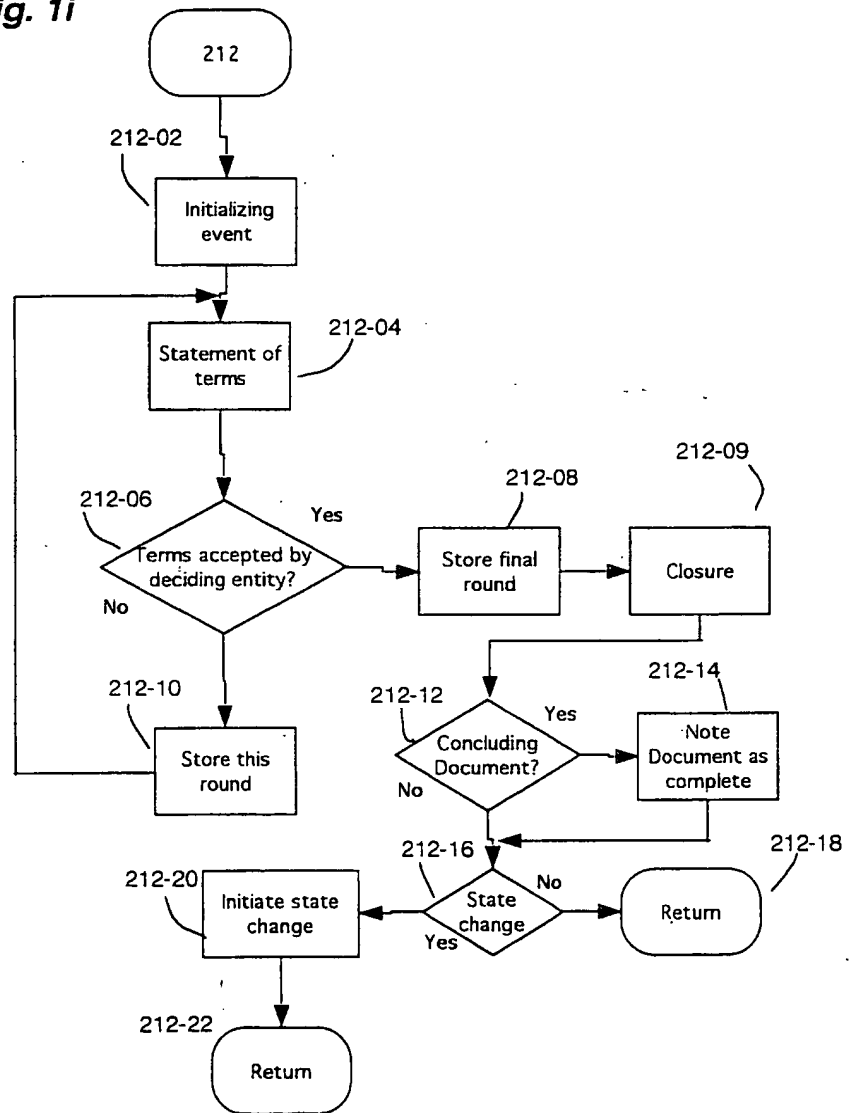 ig. 1i
212
212-02
Initializing
event
212-04
Statement of
terms
212-06
Terms accepted by
deciding entity?
Yes
No
212-08
Store final
round
212-09
Closure
212-10
Store this
round
212-12
Concluding
Document?
Yes
No
212-14
Note
Document as
complete
212-16
State
change
No
Yes
212-18
Return
212-20
Initiate state
change
212-22
Return